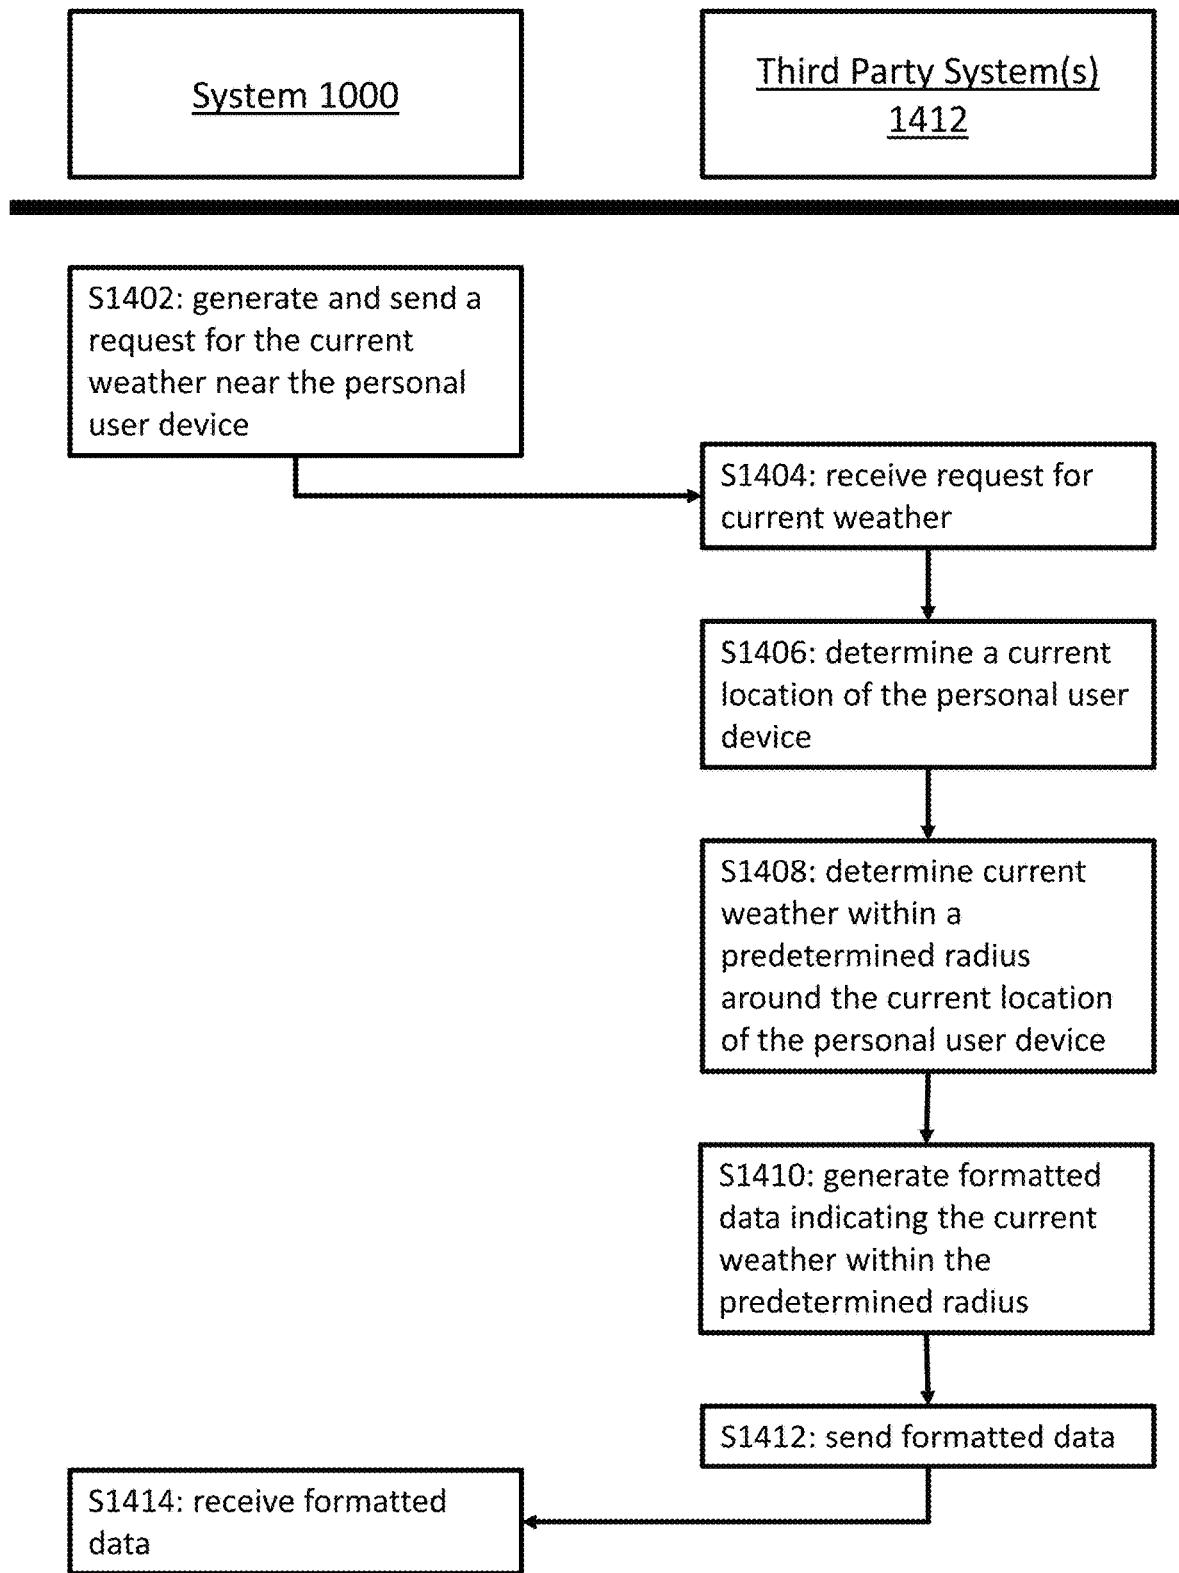 System 1000
Third Party System(s)
1412
S1402: generate and send a
request for the current
weather near the personal
user device
S1404: receive request for
current weather
S1406: determine a current
location of the personal user
device
S1408: determine current
weather within a
predetermined radius
around the current location
of the personal user device
S1410: generate formatted
data indicating the current
weather within the
predetermined radius
S1412: send formatted data
S1414: receive formatted
data